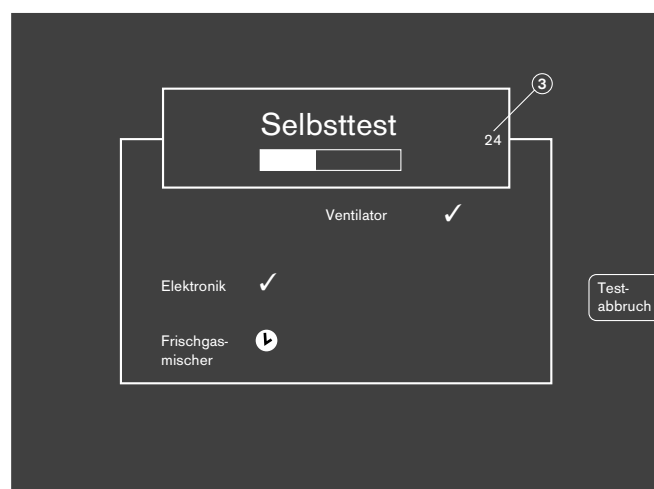 3
Selbsttest
24
Ventilator
Elektronik
Test-
abbruch
Frischgas-
mischer